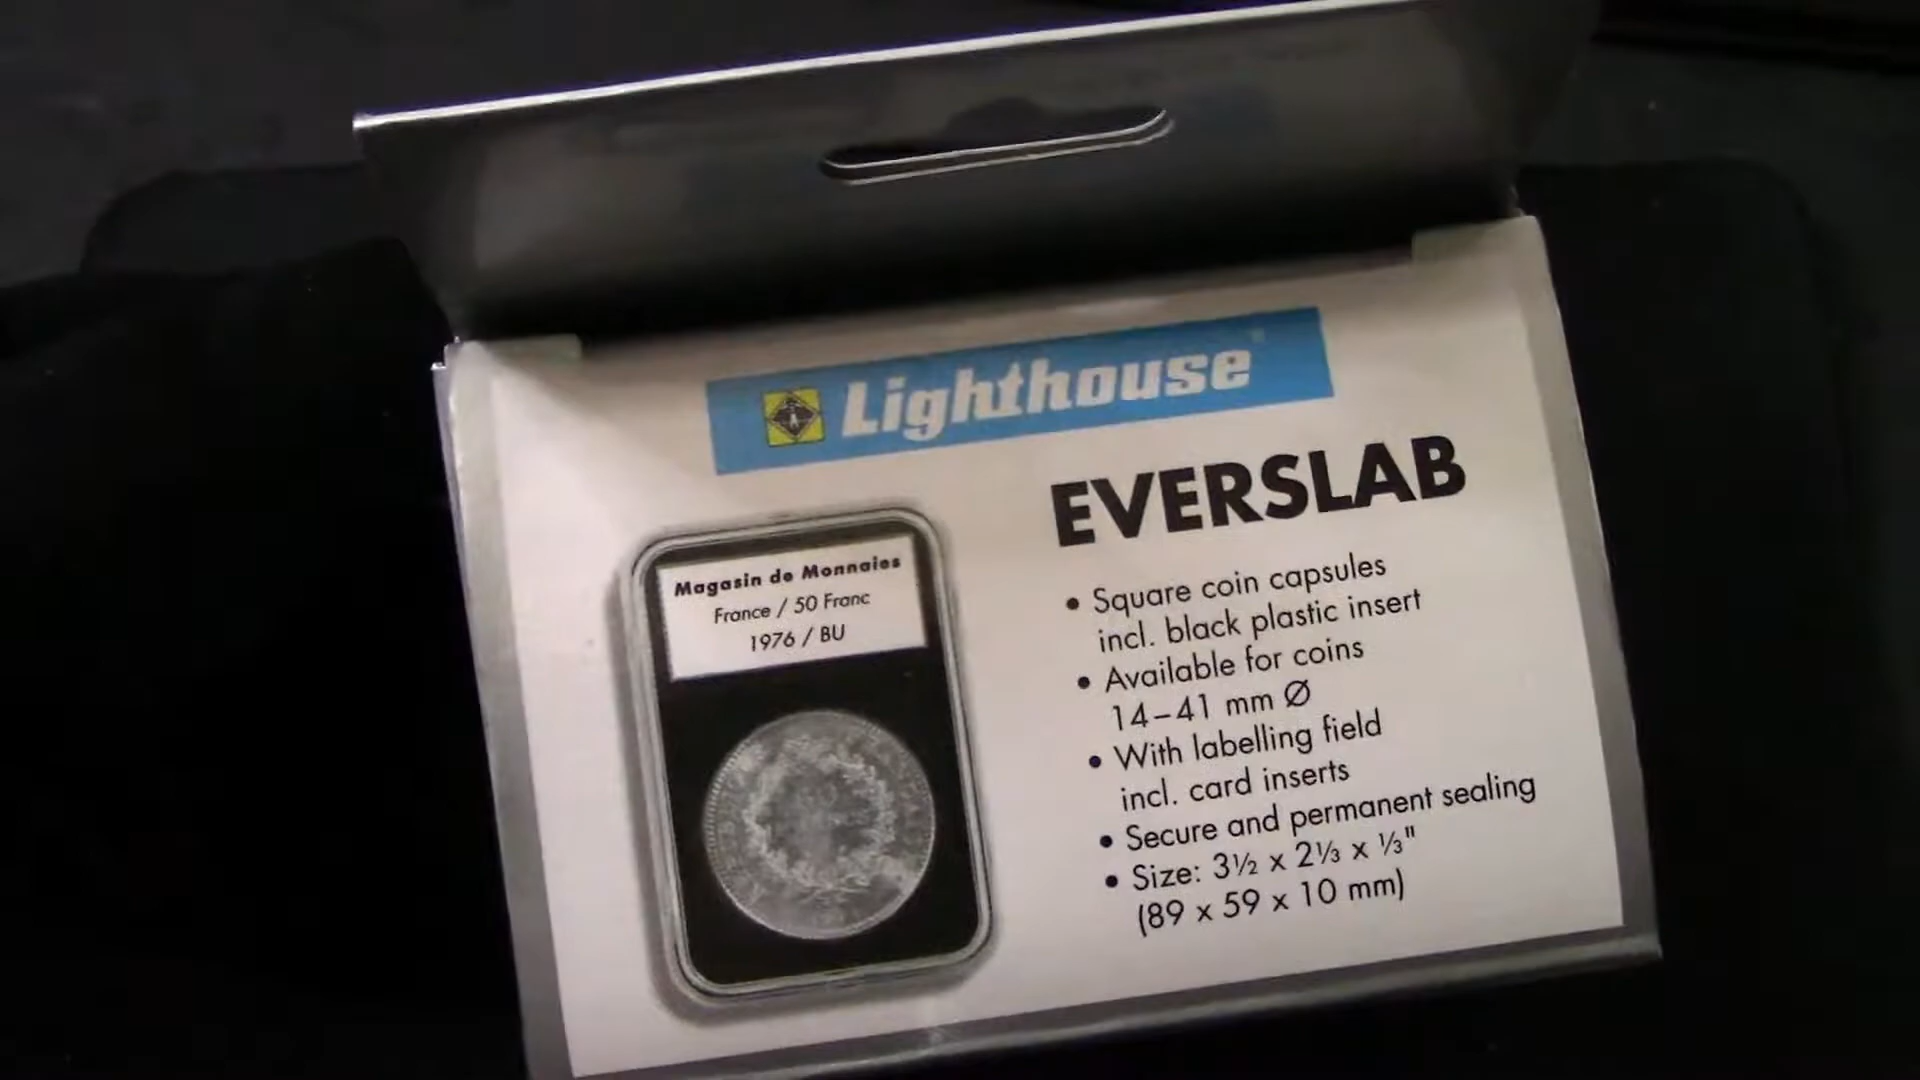 Lighthouse
EVERSLAB
Magasin de Monnaies
France / 50 Franc
1976 / BU
• Square coin capsules
incl. black plastic insert
• Available for coins
14–41 mm Ø
• With labelling field
incl. card inserts
• Secure and permanent sealing
• Size: 3½ x 2⅓ x ⅓"
(89 x 59 x 10 mm)